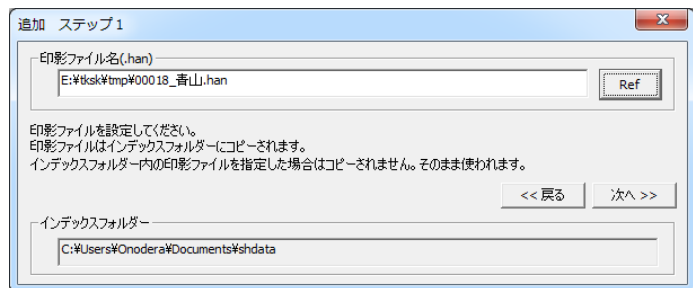 追加 ステップ1
印影ファイル名(.han)
E:¥tksk¥tmp¥00018_青山.han
Ref
印影ファイルを設定してください。
印影ファイルはインデックスフォルダーにコピーされます。
インデックスフォルダー内の印影ファイルを指定した場合はコピーされません。そのまま使われます。
<< 戻る 次へ >>
インデックスフォルダー
C:¥Users¥Onodera¥Documents¥shdata